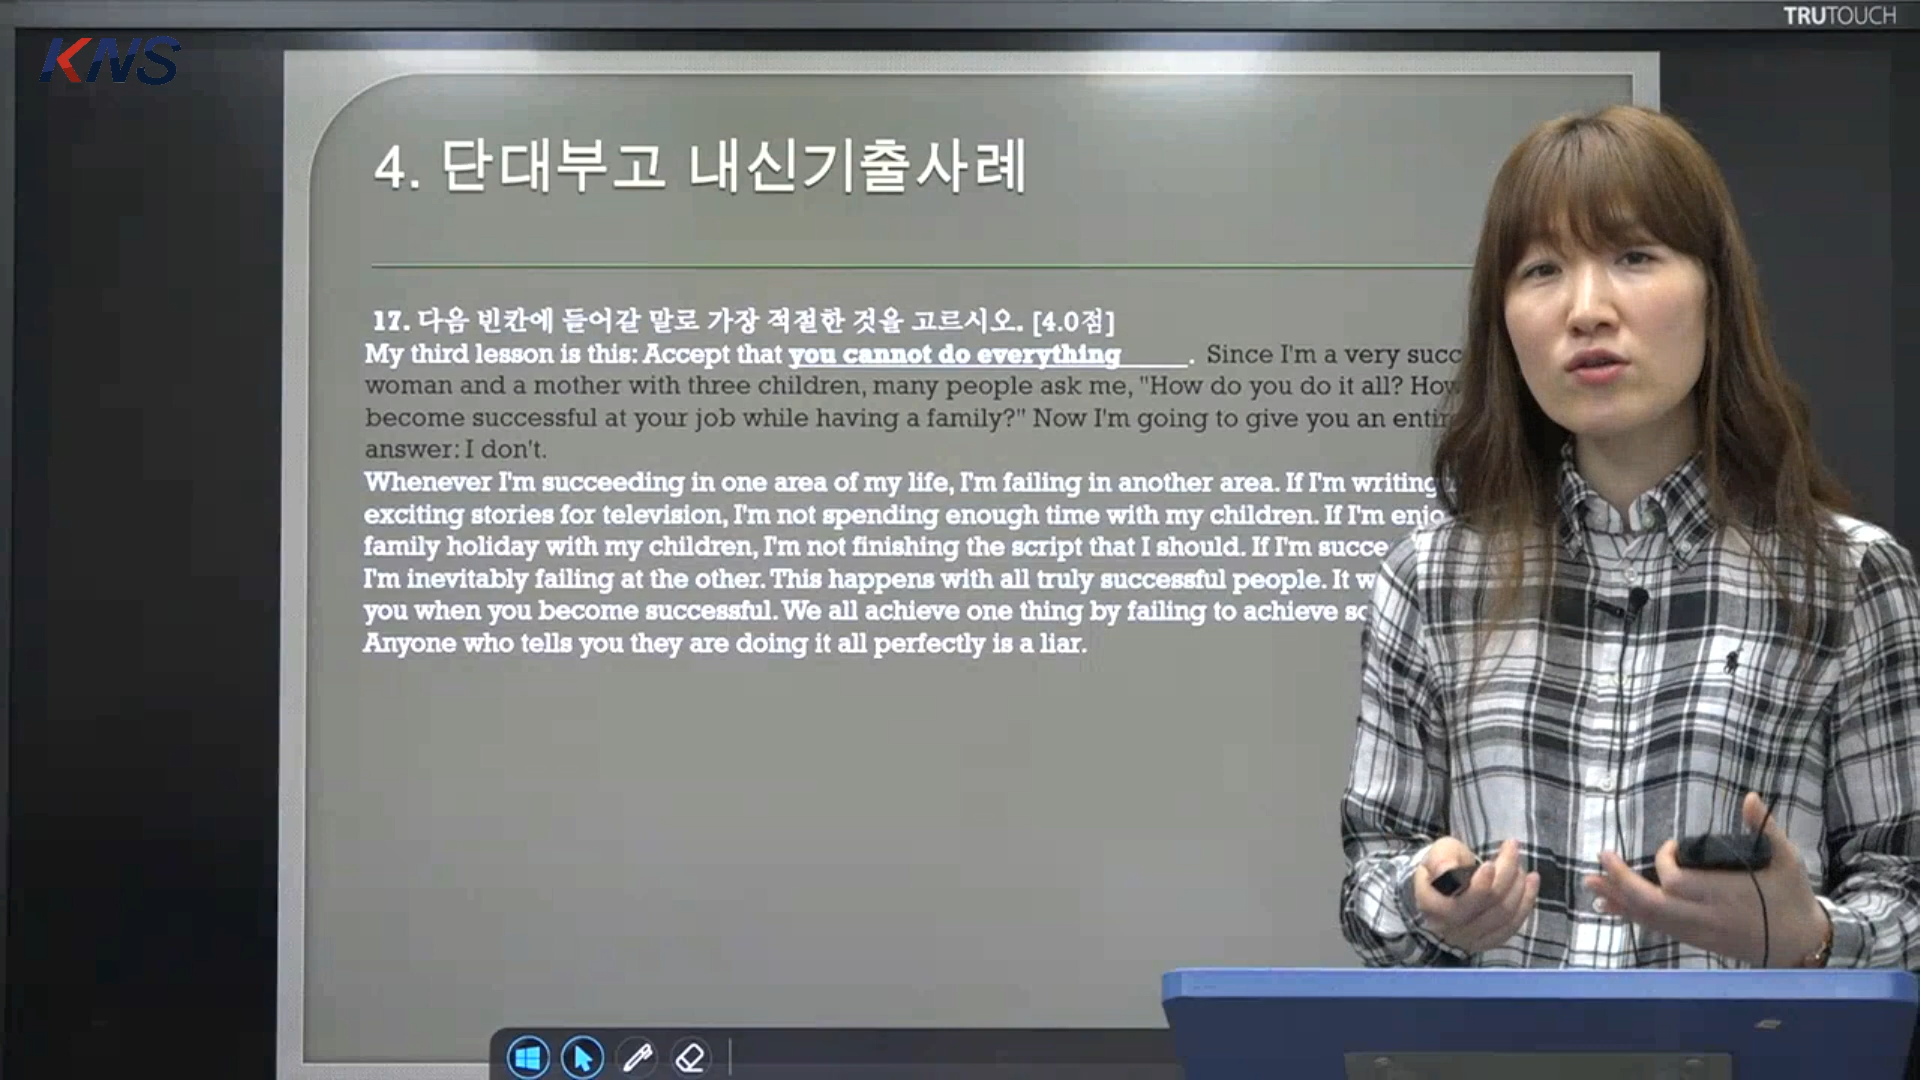 TRUTOUCH
KNS
4. 단대부고 내신기출사례
17. 다음 빈칸에 들어갈 말로 가장 적절한 것을 고르시오. [4.0점]
My third lesson is this: Accept that you cannot do everything_____. Since I'm a very
woman and a mother with three children, many people ask me, "How do you do it all? How
become successful at your job while having a family?" Now I'm going to give you an
answer: I don't.
Whenever I'm succeeding in one area of my life, I'm failing in another area. If I'm writing
exciting stories for television, I'm not spending enough time with my children. If I'm
family holiday with my children, I'm not finishing the script that I should. If I'm
I'm inevitably failing at the other. This happens with all truly successful people. It
you when you become successful. We all achieve one thing by failing to achieve
Anyone who tells you they are doing it all perfectly is a liar.